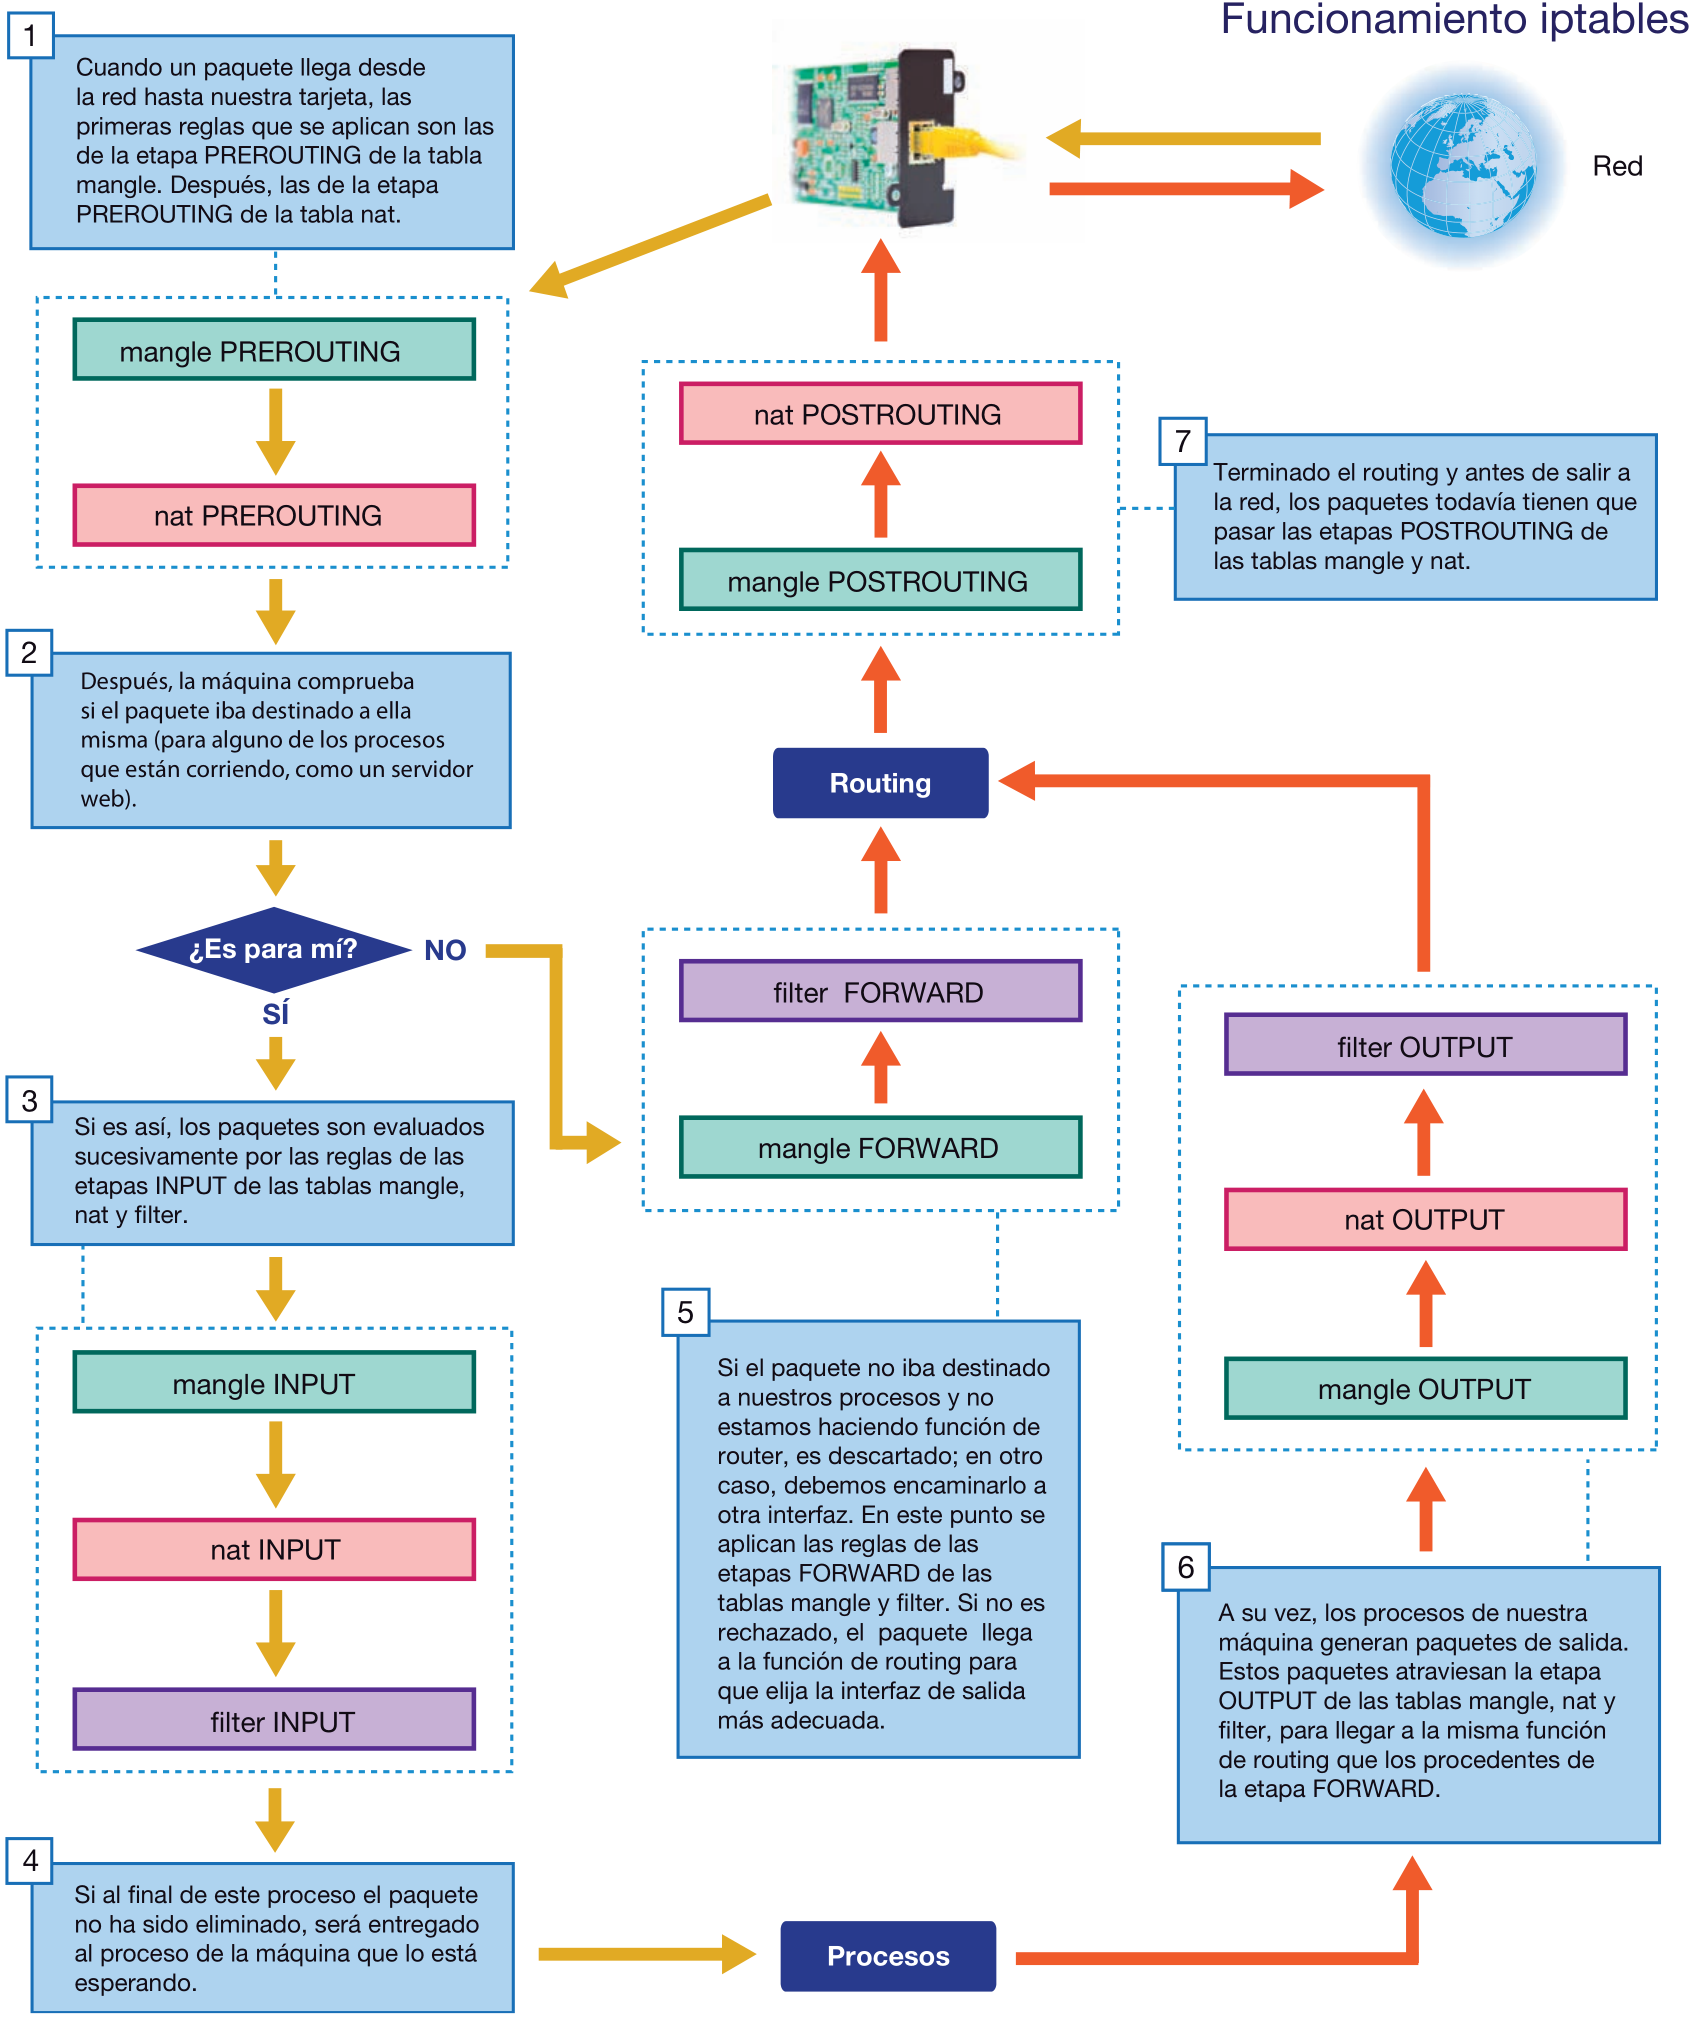 Funcionamiento iptables
Red
1
Cuando un paquete llega desde
la red hasta nuestra tarjeta, las
primeras reglas que se aplican son las
de la etapa PREROUTING de la tabla
mangle. Después, las de la etapa
PREROUTING de la tabla nat.
mangle PREROUTING
nat PREROUTING
2
Después, la máquina comprueba
si el paquete iba destinado a ella
misma (para alguno de los procesos
que están corriendo, como un servidor
web).
¿Es para mí?
NO
SÍ
3
Si es así, los paquetes son evaluados
sucesivamente por las reglas de las
etapas INPUT de las tablas mangle,
nat y filter.
mangle INPUT
nat INPUT
filter INPUT
4
Si al final de este proceso el paquete
no ha sido eliminado, será entregado
al proceso de la máquina que lo está
esperando.
Procesos
nat POSTROUTING
mangle POSTROUTING
Routing
filter FORWARD
mangle FORWARD
5
Si el paquete no iba destinado
a nuestros procesos y no
estamos haciendo función de
router, es descartado; en otro
caso, debemos encaminarlo a
otra interfaz. En este punto se
aplican las reglas de las
etapas FORWARD de las
tablas mangle y filter. Si no es
rechazado, el paquete llega
a la función de routing para
que elija la interfaz de salida
más adecuada.
filter OUTPUT
nat OUTPUT
mangle OUTPUT
6
A su vez, los procesos de nuestra
máquina generan paquetes de salida.
Estos paquetes atraviesan la etapa
OUTPUT de las tablas mangle, nat y
filter, para llegar a la misma función
de routing que los procedentes de
la etapa FORWARD.
7
Terminado el routing y antes de salir a
la red, los paquetes todavía tienen que
pasar las etapas POSTROUTING de
las tablas mangle y nat.